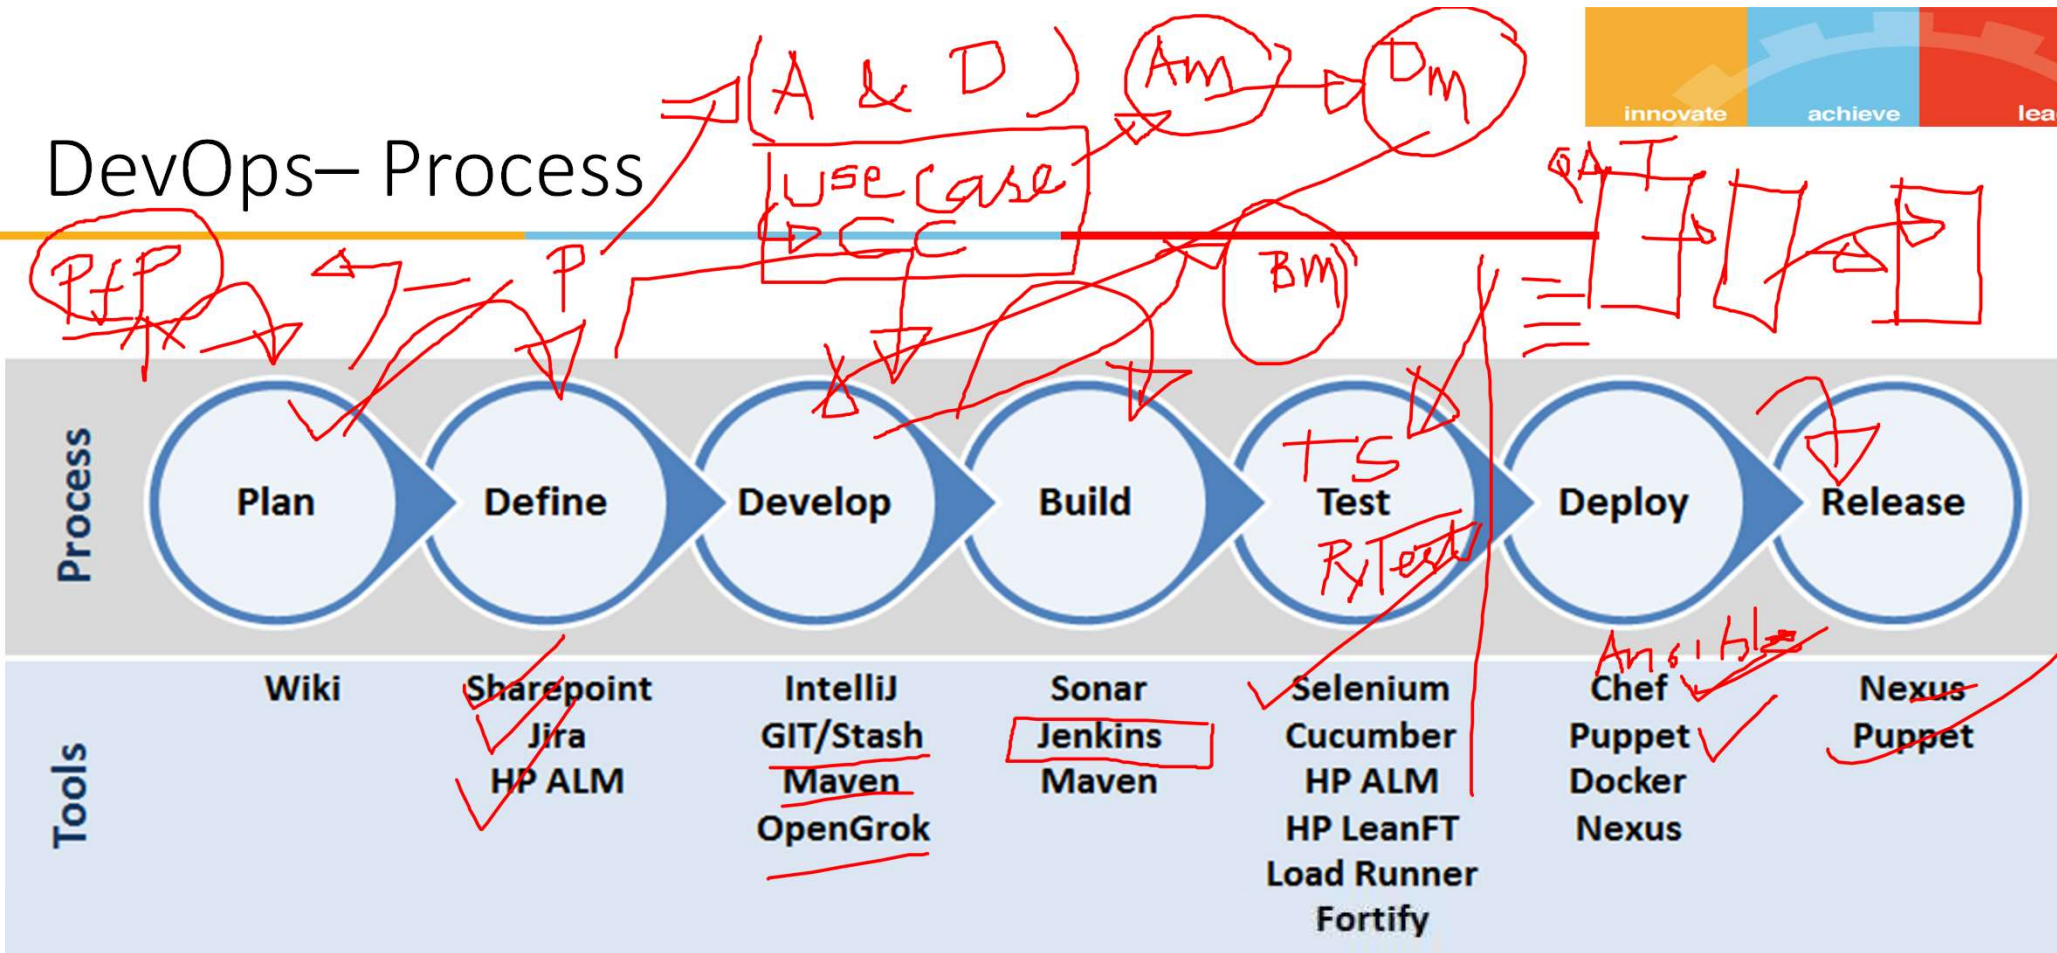 (A & D)
Am
Dm
innovate achieve lea
DevOps– Process
use case
CC
QA T
PfP
P
BM
Process
Plan
Define
Develop
Build
TS
Test
PyTest
Deploy
Release
Tools
Wiki
Sharepoint
Jira
HP ALM
IntelliJ
GIT/Stash
Maven
OpenGrok
Sonar
Jenkins
Maven
Selenium
Cucumber
HP ALM
HP LeanFT
Load Runner
Fortify
Ansible
Chef
Puppet
Docker
Nexus
Nexus
Puppet